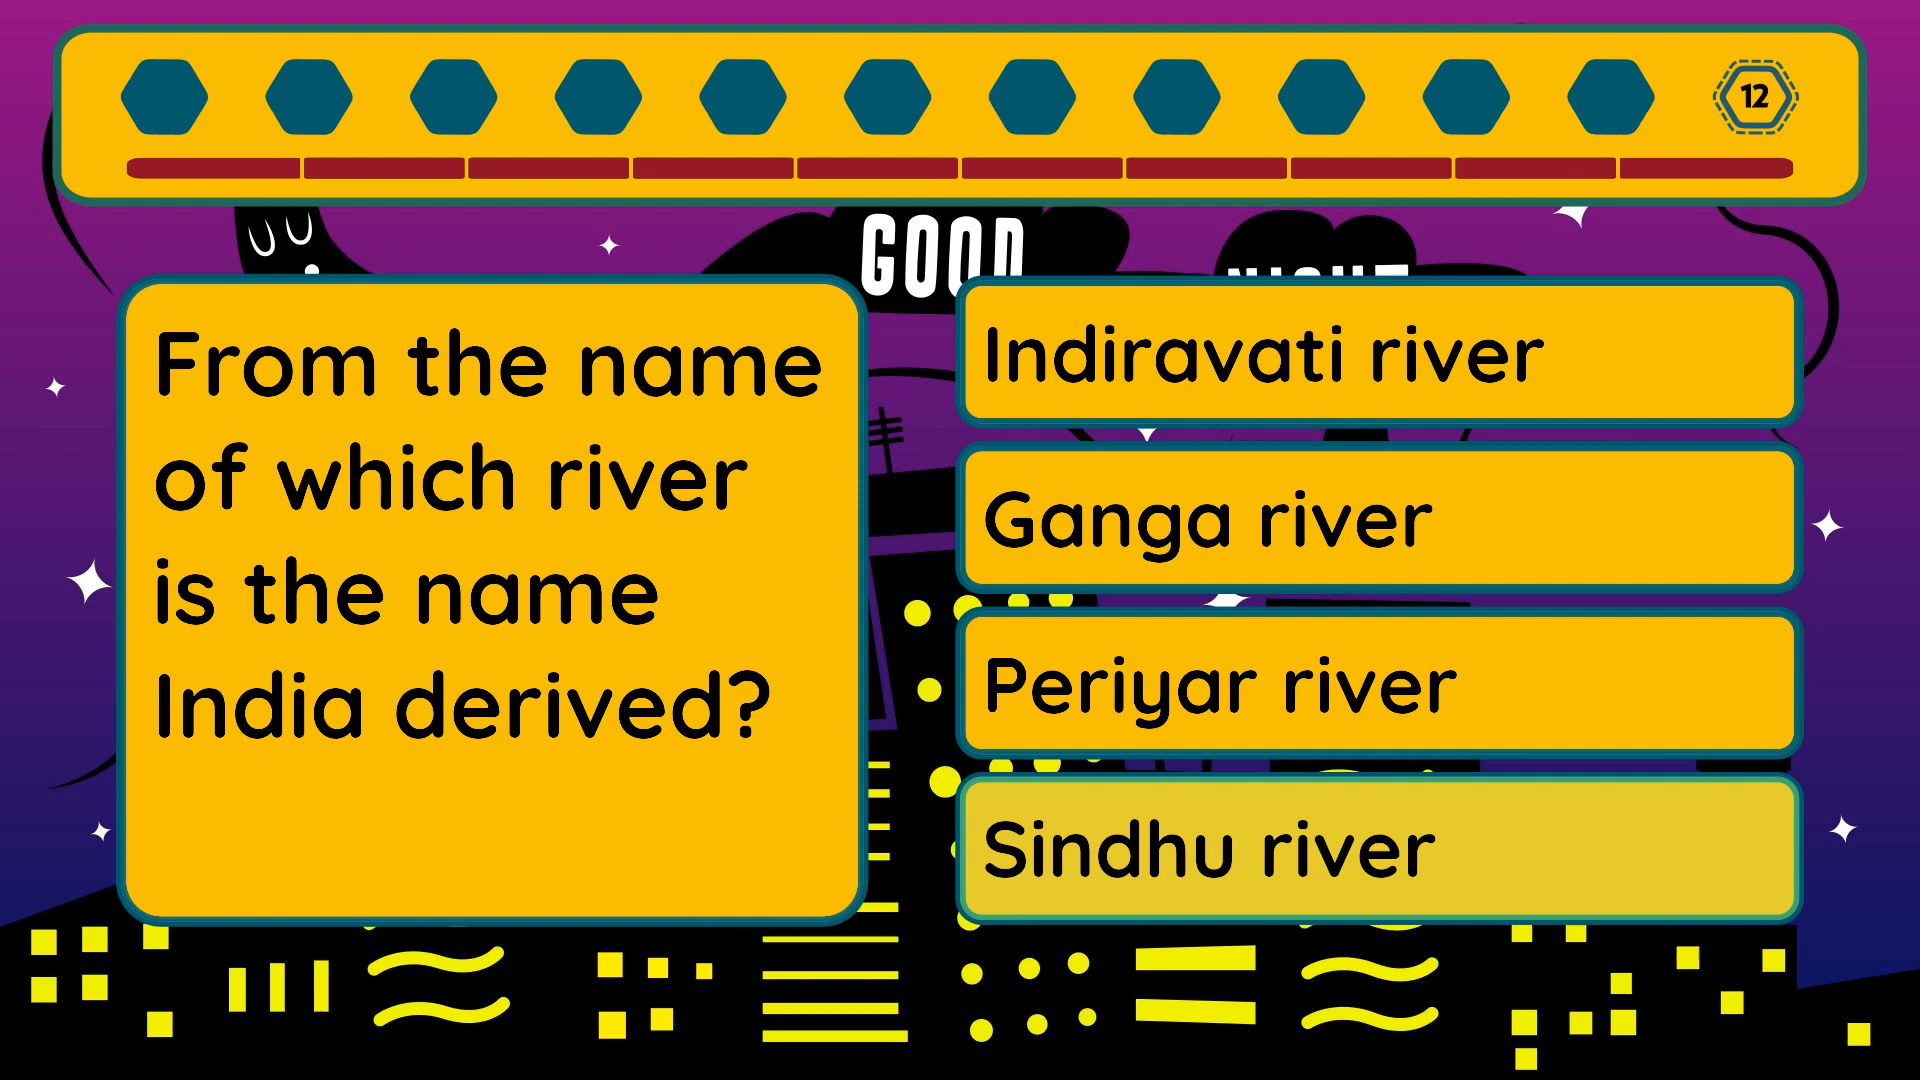 12
GOOD
From the name
of which river
is the name
India derived?
Indiravati river
Ganga river
Periyar river
Sindhu river